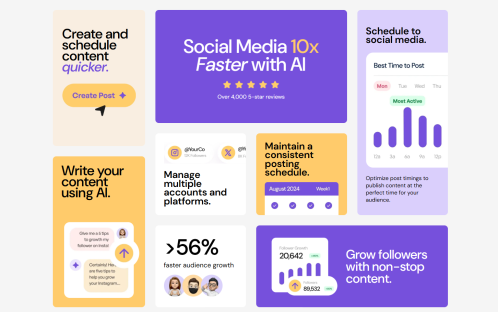 Create and
schedule
content
quicker.
Create Post
Social Media 10x
Faster with AI
Over 4,000 5-star reviews
Schedule to
social media.
Best Time to Post
Mon Tue Wed Thu
Most Active
Optimize post timings to
publish content at the
perfect time for your
audience.
Write your
content
using AI.
Give me a 5 tips
to growth my
follower on Insta!
are five tips to
help you grow
your Instagram...
@YourCo
Manage
multiple
accounts and
platforms.
Maintain a
consistent
posting
schedule.
August 2024
Week1
>56%
faster audience growth
Follower Growth
20,642
Followers
89,532
Grow followers
with non-stop
content.